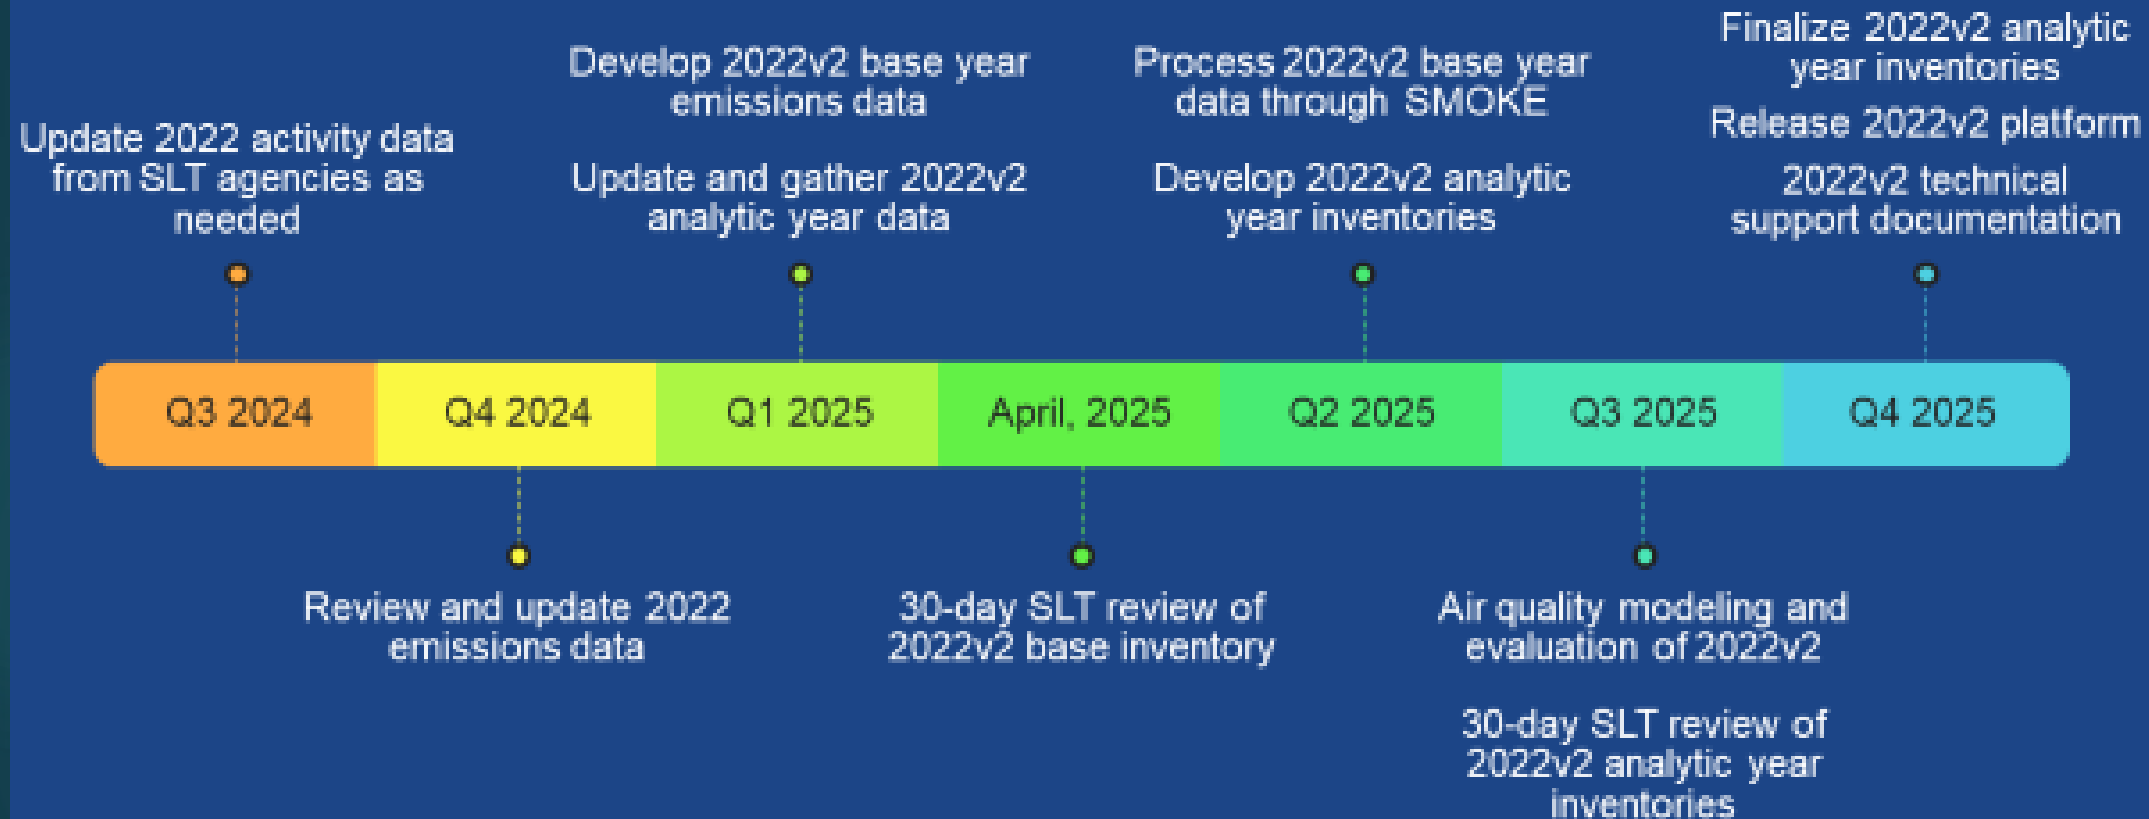 Update 2022 activity data
from SLT agencies as
needed
Develop 2022v2 base year
emissions data
Update and gather 2022v2
analytic year data
Process 2022v2 base year
data through SMOKE
Develop 2022v2 analytic
year inventories
Finalize 2022v2 analytic
year inventories
Release 2022v2 platform
2022v2 technical
support documentation
Q3 2024
Q4 2024
Q1 2025
April, 2025
Q2 2025
Q3 2025
Q4 2025
Review and update 2022
emissions data
30-day SLT review of
2022v2 base inventory
Air quality modeling and
evaluation of 2022v2
30-day SLT review of
2022v2 analytic year
inventories